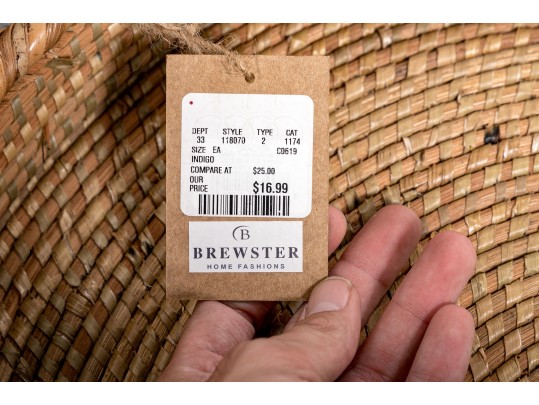 DEPT STYLE TYPE CAT
33 118070 2 1174
SIZE EA C0619
INDIGO
COMPARE AT $25.00
OUR
PRICE $16.99
B
BREWSTER
HOME FASHIONS